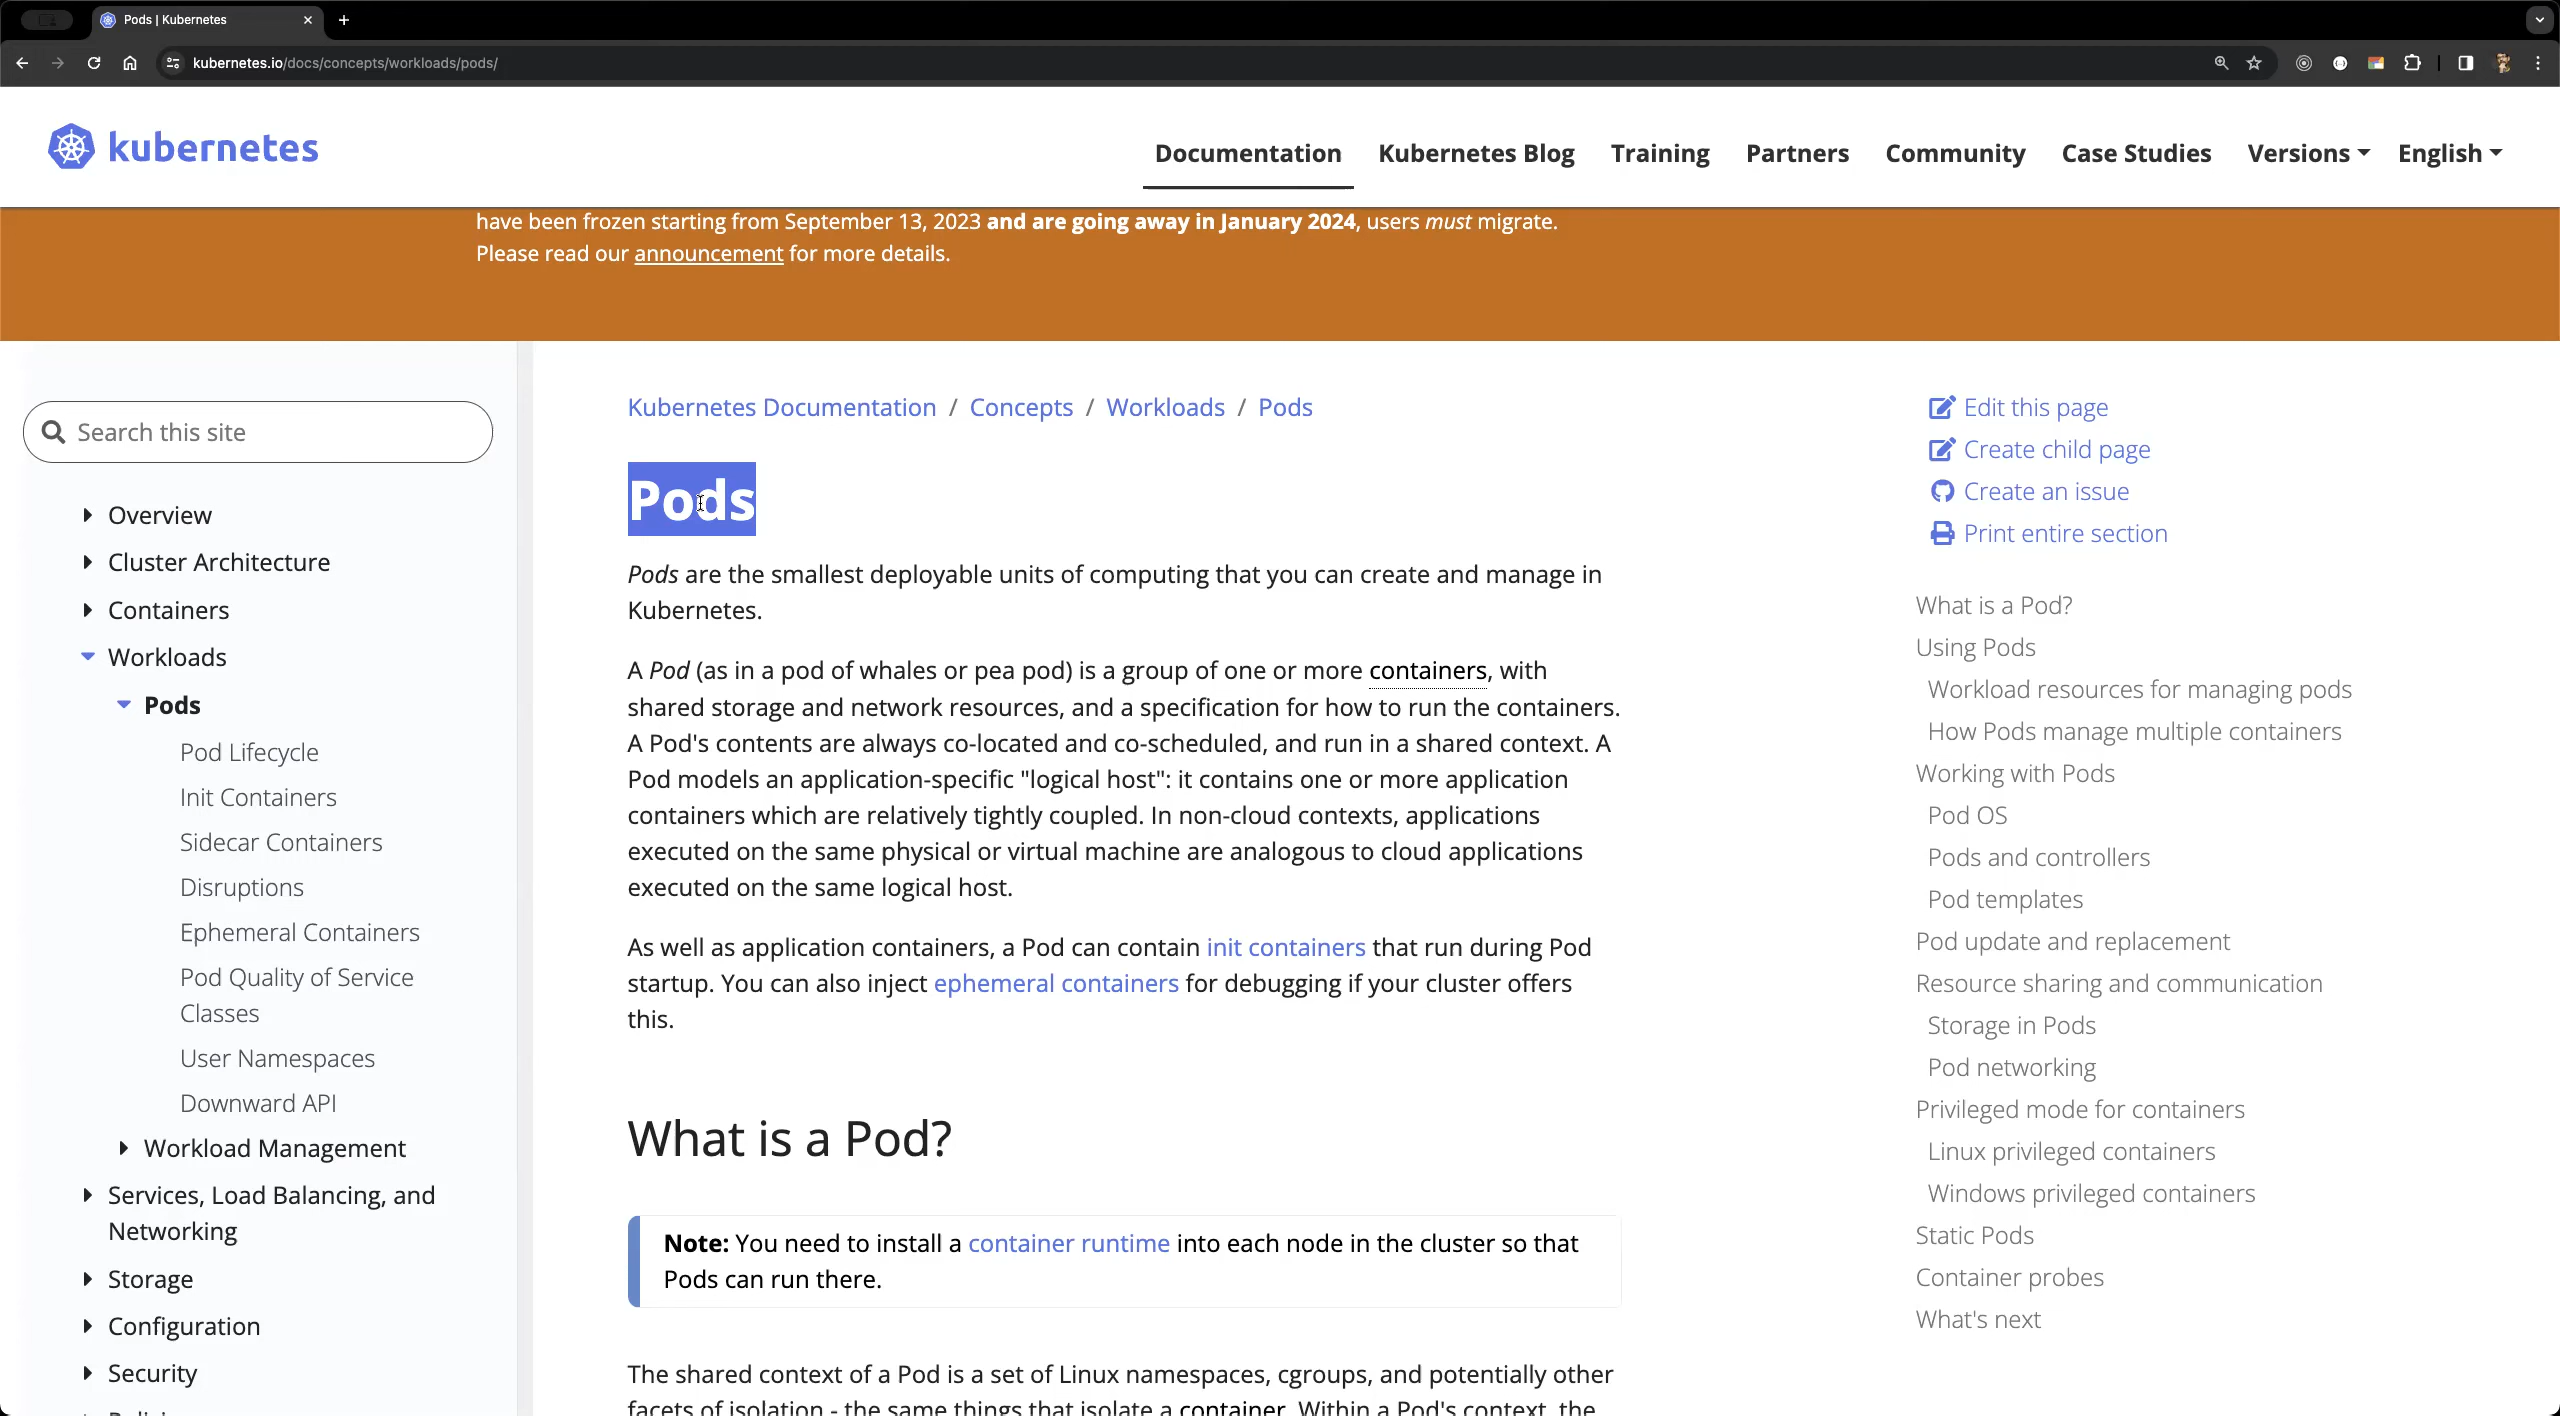 Pods | Kubernetes
kubernetes.io/docs/concepts/workloads/pods/
kubernetes
Documentation
Kubernetes Blog
Training
Partners
Community
Case Studies
Versions
English
have been frozen starting from September 13, 2023 and are going away in January 2024, users must migrate.
Please read our announcement for more details.
Search this site
Overview
Cluster Architecture
Containers
Workloads
Pods
Pod Lifecycle
Init Containers
Sidecar Containers
Disruptions
Ephemeral Containers
Pod Quality of Service
Classes
User Namespaces
Downward API
Workload Management
Services, Load Balancing, and
Networking
Storage
Configuration
Security
Kubernetes Documentation / Concepts / Workloads / Pods
Pods
Pods are the smallest deployable units of computing that you can create and manage in
Kubernetes.
A Pod (as in a pod of whales or pea pod) is a group of one or more containers, with
shared storage and network resources, and a specification for how to run the containers.
A Pod's contents are always co-located and co-scheduled, and run in a shared context. A
Pod models an application-specific "logical host": it contains one or more application
containers which are relatively tightly coupled. In non-cloud contexts, applications
executed on the same physical or virtual machine are analogous to cloud applications
executed on the same logical host.
As well as application containers, a Pod can contain init containers that run during Pod
startup. You can also inject ephemeral containers for debugging if your cluster offers
this.
What is a Pod?
Note: You need to install a container runtime into each node in the cluster so that
Pods can run there.
The shared context of a Pod is a set of Linux namespaces, cgroups, and potentially other
facets of isolation - the same things that isolate a container. Within a Pod's context, the
Edit this page
Create child page
Create an issue
Print entire section
What is a Pod?
Using Pods
Workload resources for managing pods
How Pods manage multiple containers
Working with Pods
Pod OS
Pods and controllers
Pod templates
Pod update and replacement
Resource sharing and communication
Storage in Pods
Pod networking
Privileged mode for containers
Linux privileged containers
Windows privileged containers
Static Pods
Container probes
What's next